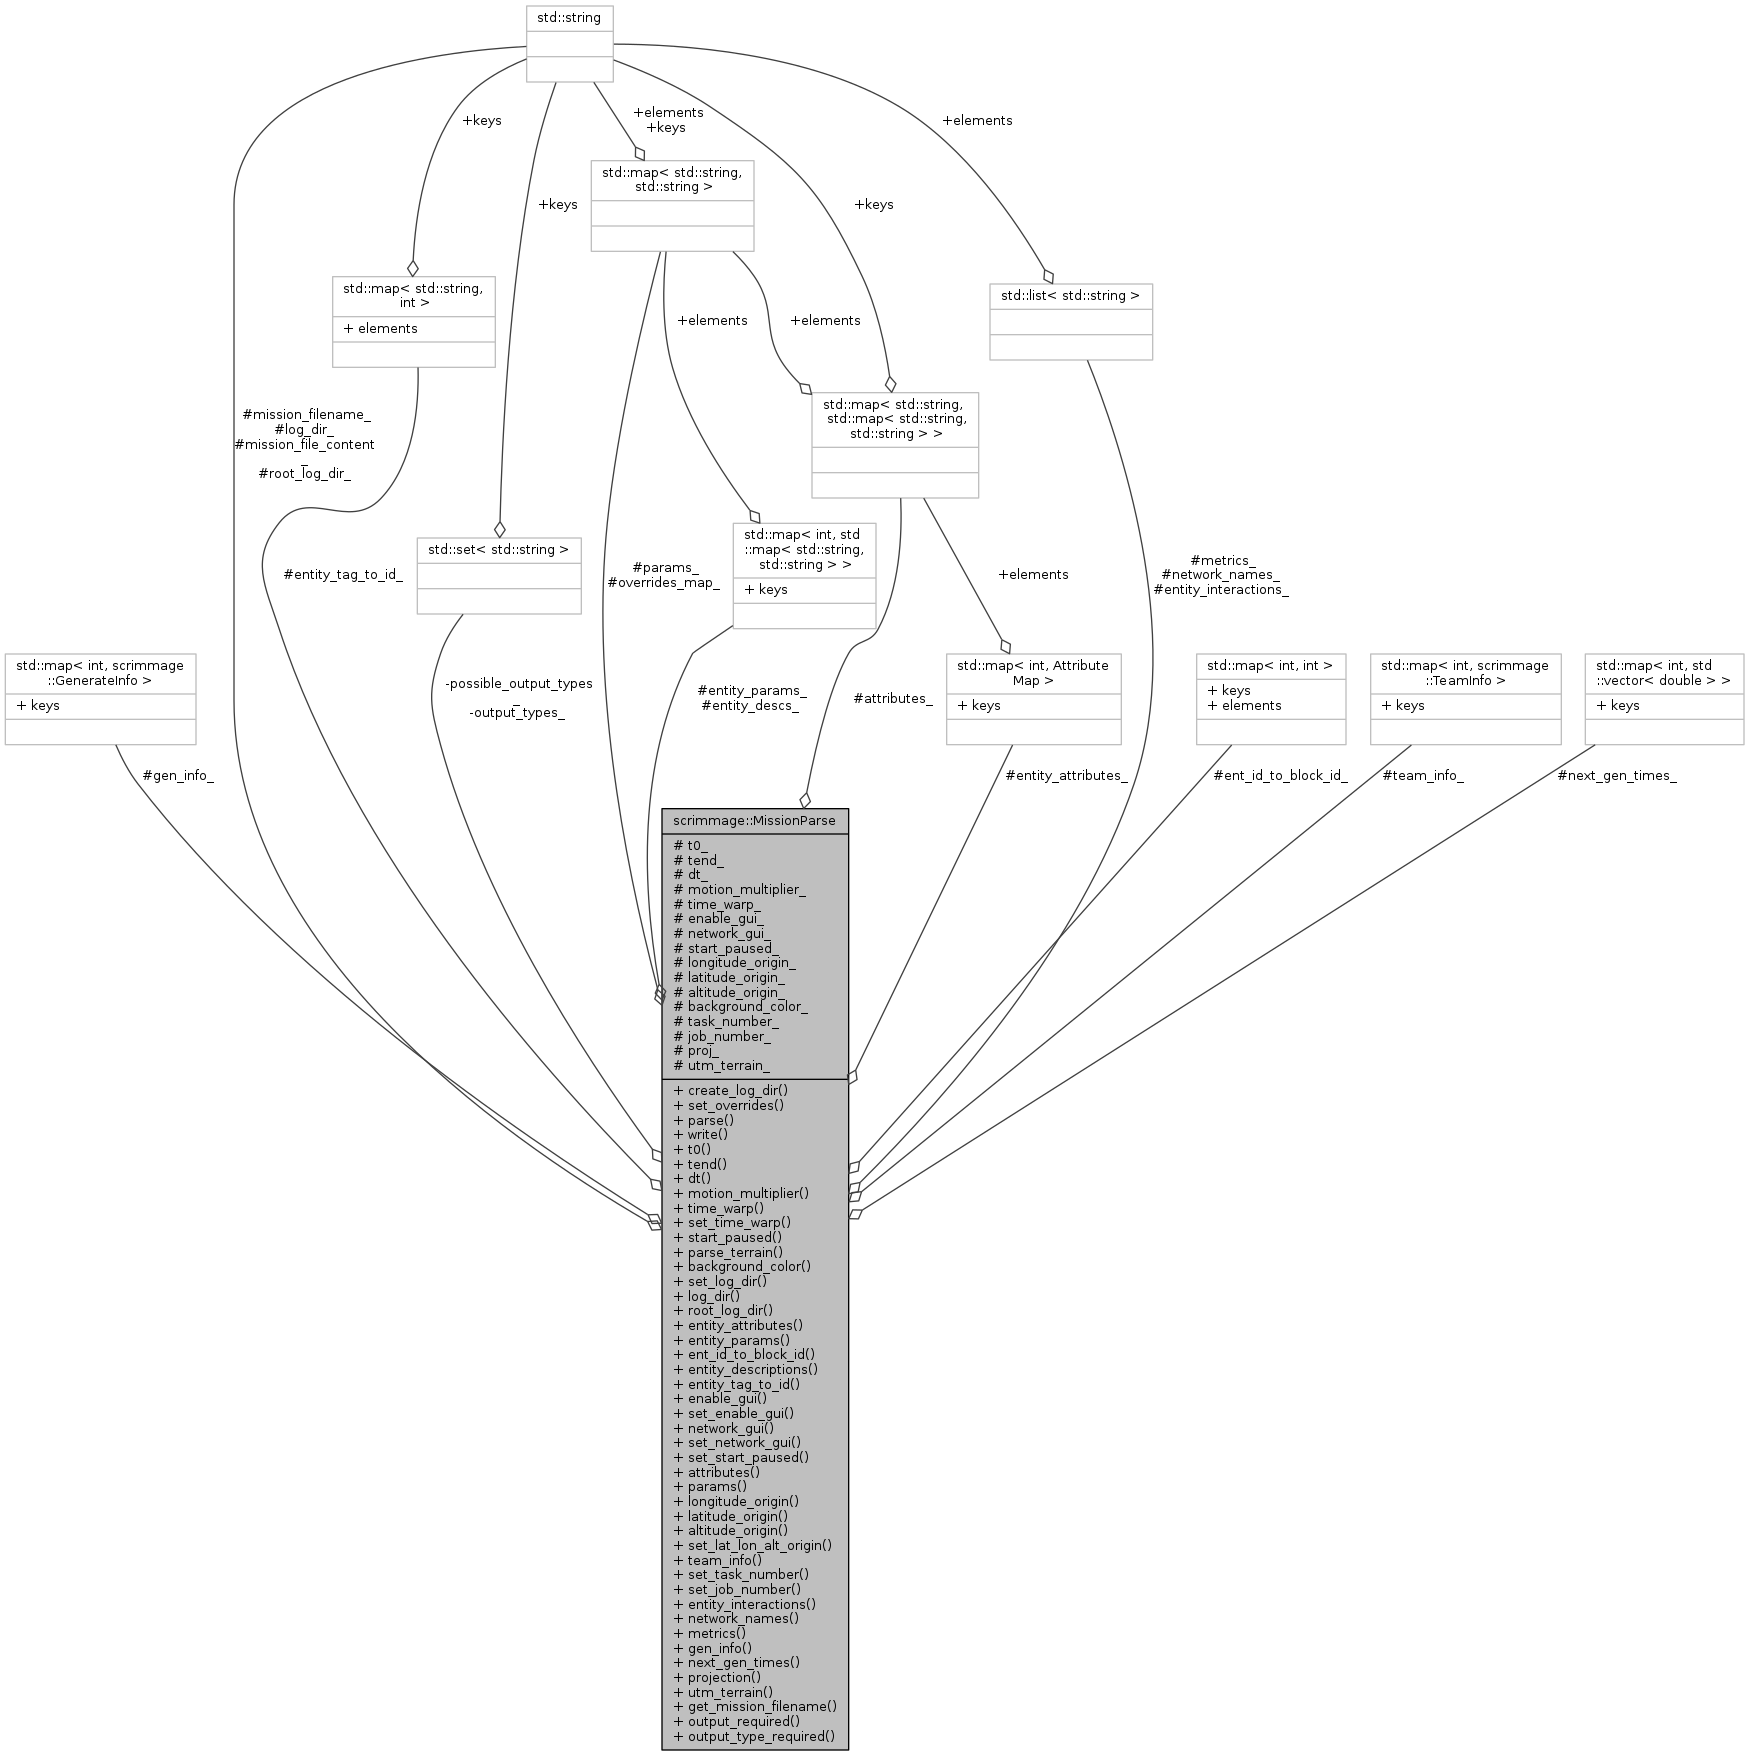 std::string
+elements
+keys
+keys
+elements
std::map< std::string,
std::string >
+keys
+keys
std::map< std::string,
int >
+ elements
std::list< std::string >
+elements
+elements
std::map< std::string,
std::map< std::string,
std::string > >
#mission_filename_
#log_dir_
#mission_file_content
_
#root_log_dir_
std::set< std::string >
std::map< int, std
::map< std::string,
std::string > >
+ keys
#entity_tag_to_id_
#params_
#overrides_map_
+elements
#metrics_
#network_names_
#entity_interactions_
std::map< int, scrimmage
::GenerateInfo >
+ keys
-possible_output_types
_
-output_types_
#entity_params_
#entity_descs_
#attributes_
std::map< int, Attribute
Map >
+ keys
std::map< int, int >
+ keys
+ elements
std::map< int, scrimmage
::TeamInfo >
+ keys
std::map< int, std
::vector< double > >
+ keys
#gen_info_
#entity_attributes_
#ent_id_to_block_id_
#team_info_
#next_gen_times_
scrimmage::MissionParse
# t0_
# tend_
# dt_
# motion_multiplier_
# time_warp_
# enable_gui_
# network_gui_
# start_paused_
# longitude_origin_
# latitude_origin_
# altitude_origin_
# background_color_
# task_number_
# job_number_
# proj_
# utm_terrain_
+ create_log_dir()
+ set_overrides()
+ parse()
+ write()
+ t0()
+ tend()
+ dt()
+ motion_multiplier()
+ time_warp()
+ set_time_warp()
+ start_paused()
+ parse_terrain()
+ background_color()
+ set_log_dir()
+ log_dir()
+ root_log_dir()
+ entity_attributes()
+ entity_params()
+ ent_id_to_block_id()
+ entity_descriptions()
+ entity_tag_to_id()
+ enable_gui()
+ set_enable_gui()
+ network_gui()
+ set_network_gui()
+ set_start_paused()
+ attributes()
+ params()
+ longitude_origin()
+ latitude_origin()
+ altitude_origin()
+ set_lat_lon_alt_origin()
+ team_info()
+ set_task_number()
+ set_job_number()
+ entity_interactions()
+ network_names()
+ metrics()
+ gen_info()
+ next_gen_times()
+ projection()
+ utm_terrain()
+ get_mission_filename()
+ output_required()
+ output_type_required()